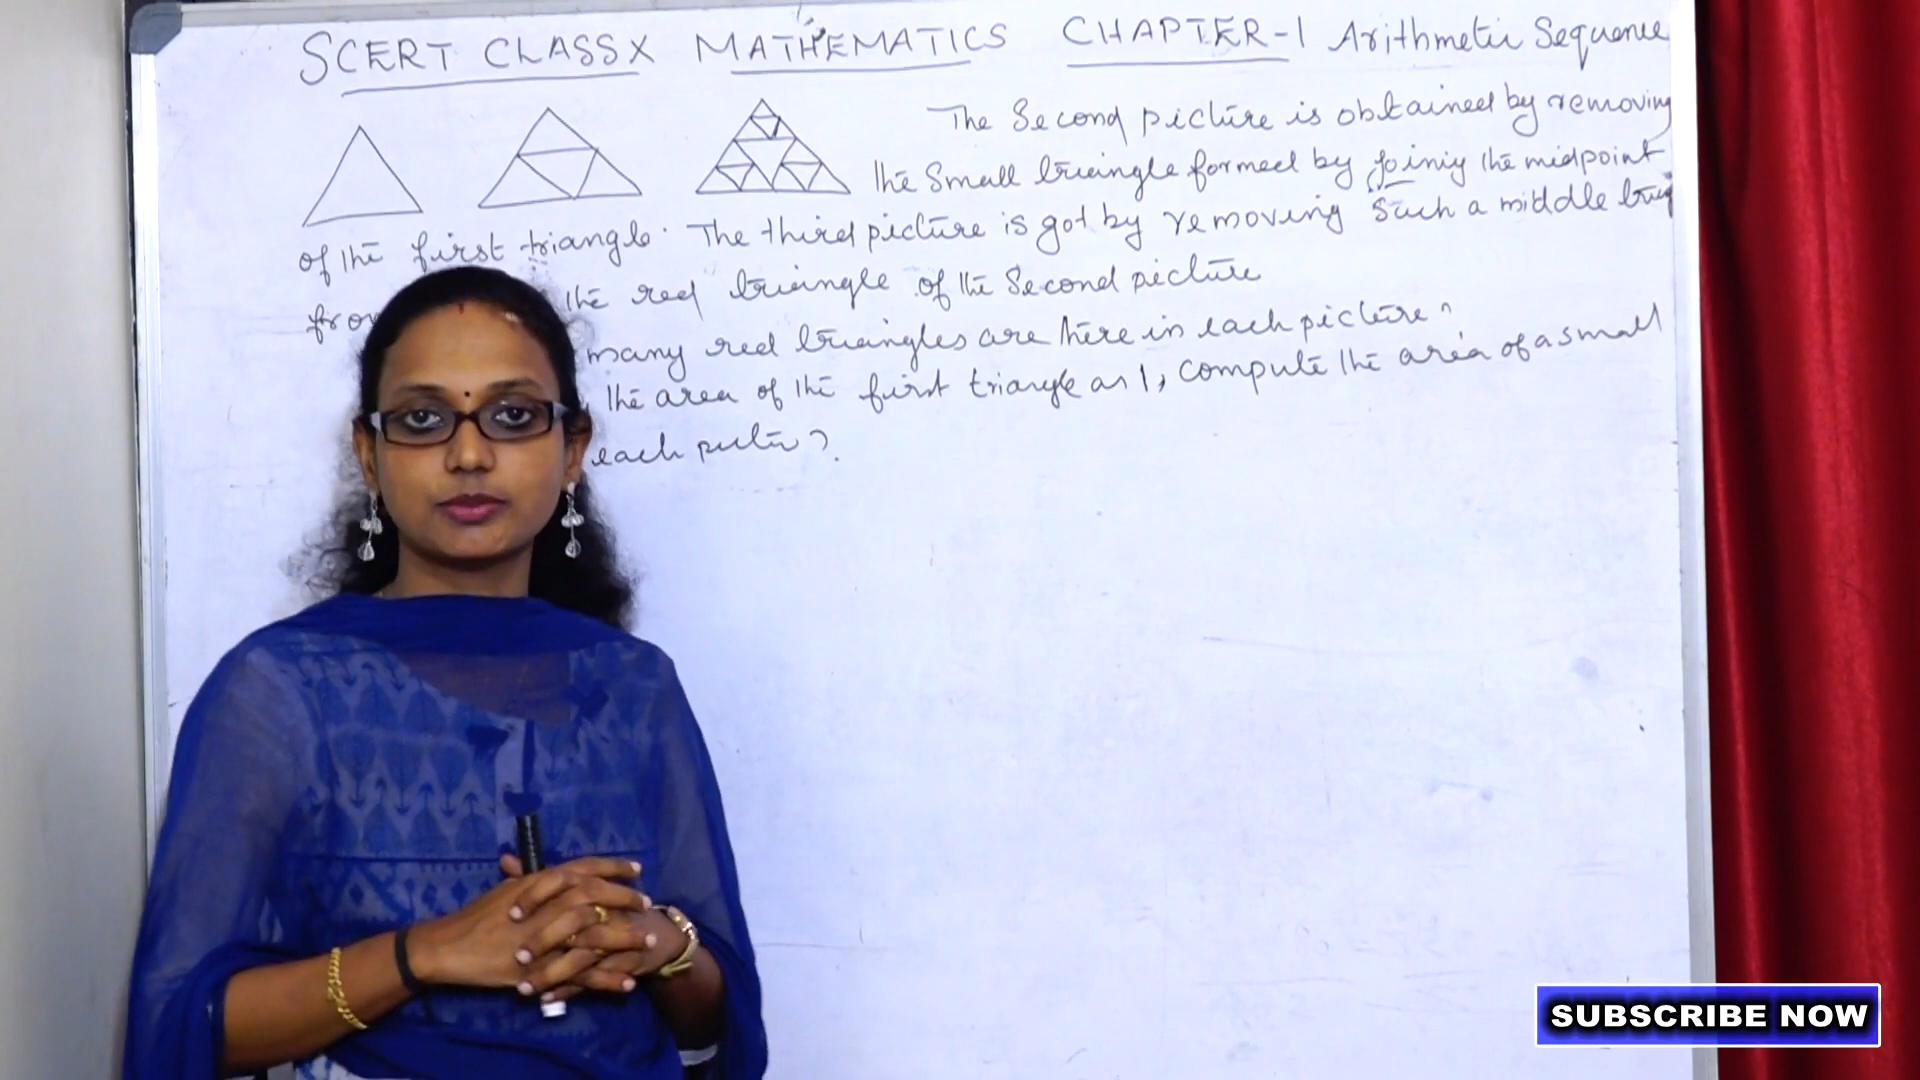 SCERT CLASS X MATHEMATICS CHAPTER-1 Arithmetic Sequence
The Second picture is obtained by removing
the Small triangle formed by joiniy the midpoint
of the first triangle. The third picture is got by removing Such a middle
the red triangle of the Second picture
many red triangles are there in each picture?
the area of the first triangle as 1, compute the area of a small
each
SUBSCRIBE NOW